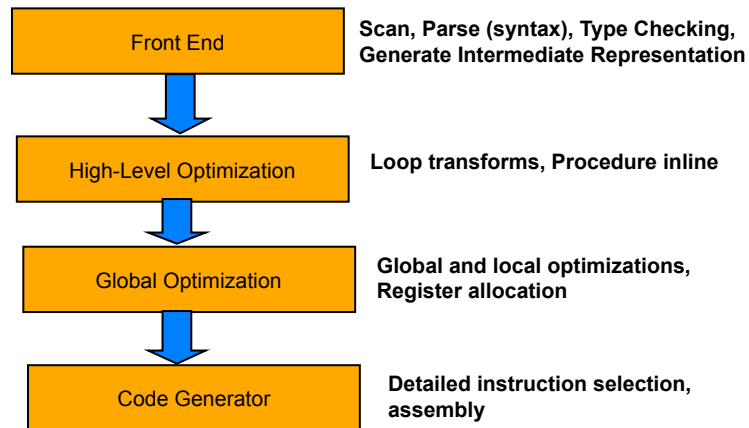 Front End
Scan, Parse (syntax), Type Checking,
Generate Intermediate Representation
High-Level Optimization
Loop transforms, Procedure inline
Global Optimization
Global and local optimizations,
Register allocation
Code Generator
Detailed instruction selection,
assembly